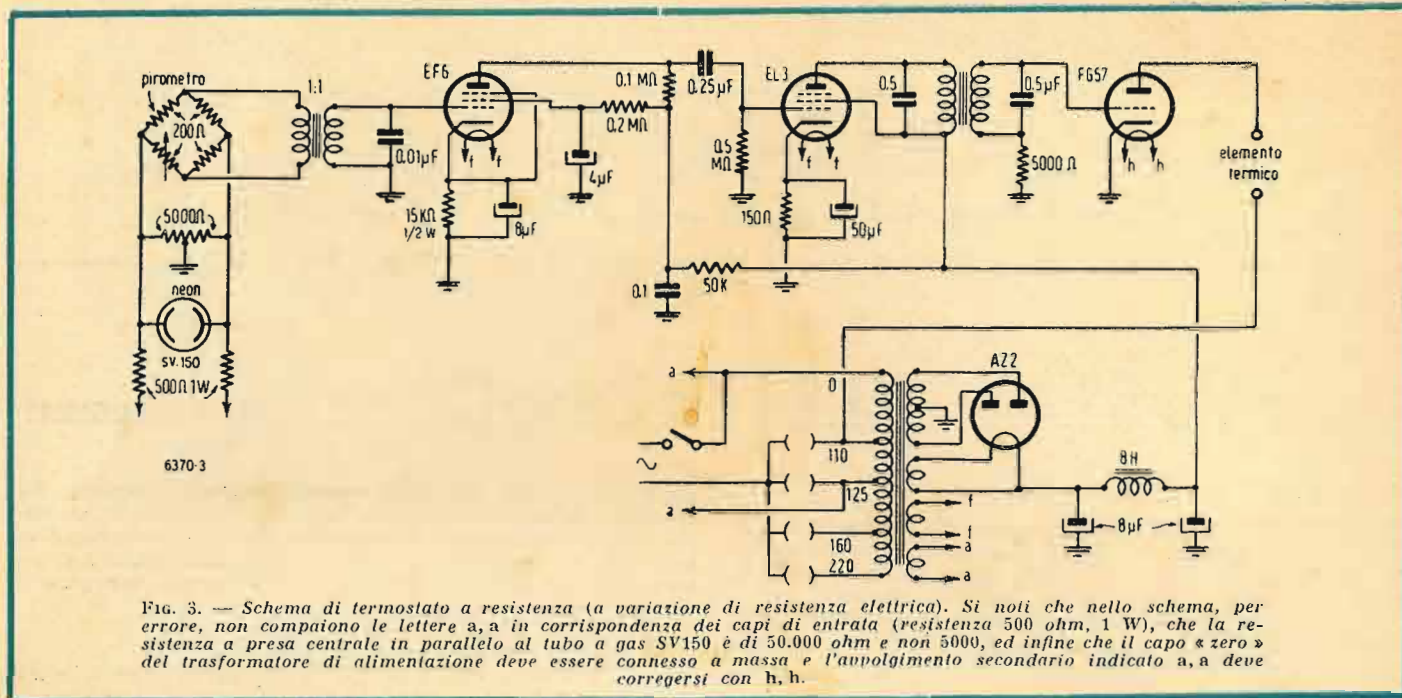 pirometro
200Ω
1:1
0.01µF
EF6
15KΩ
1/2 W
8µF
4µF
0.2 MΩ
0.1 MΩ
0.25µF
0.5
MΩ
EL3
150Ω
50µF
0.5
0.5µF
5000 Ω
FG57
elemento
termico
f f
f f
h h
5000Ω
neon
SV.150
500Ω 1W
6370-3
0.1
50K
a
a
0
110
125
160
220
AZ2
8H
8µF
f
f
a
a
FIG. 3. — Schema di termostato a resistenza (a variazione di resistenza elettrica). Si noti che nello schema, per
errore, non compaiono le lettere a, a in corrispondenza dei capi di entrata (resistenza 500 ohm, 1 W), che la re-
sistenza a presa centrale in parallelo al tubo a gas SV150 è di 50.000 ohm e non 5000, ed infine che il capo « zero »
del trasformatore di alimentazione deve essere connesso a massa e l'avvolgimento secondario indicato a, a deve
corregersi con h, h.